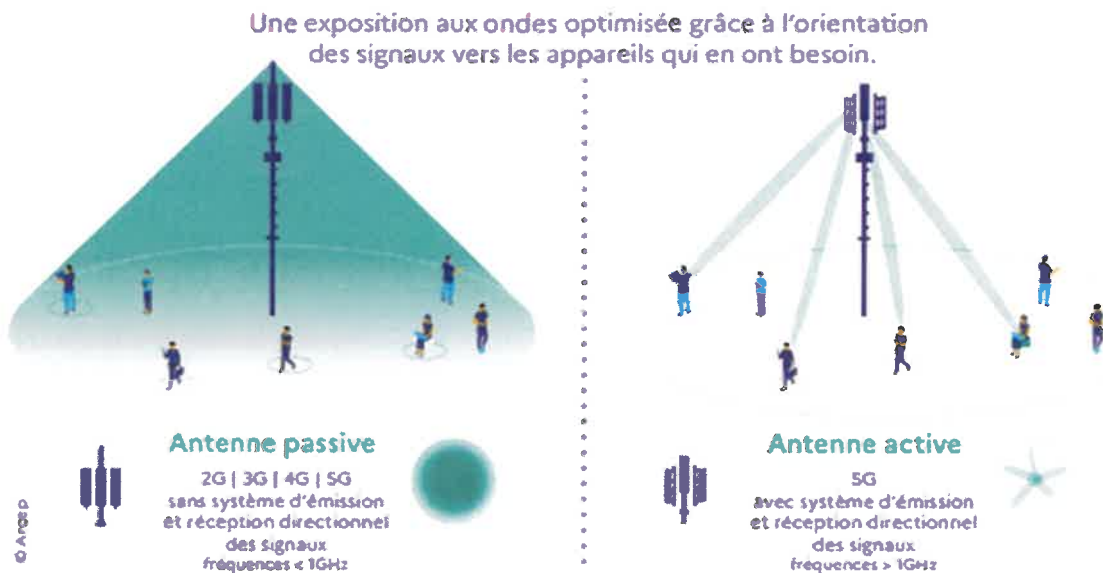 Une exposition aux ondes optimisée grâce à l'orientation
des signaux vers les appareils qui en ont besoin.
Antenne passive
2G | 3G | 4G | 5G
sans système d'émission
et réception directionnel
des signaux
fréquences < 1GHz
© Arcep
Antenne active
5G
avec système d'émission
et réception directionnel
des signaux
fréquences > 1GHz